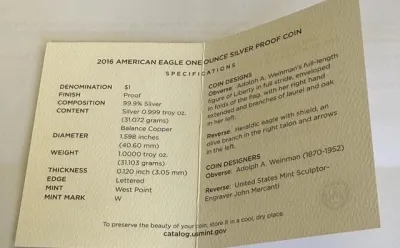 2016 AMERICAN EAGLE ONE OUNCE SILVER PROOF COIN
SPECIFICATIONS
DENOMINATION $1
FINISH Proof
COMPOSITION 99.9% Silver
CONTENT Silver 0.999 troy oz.
(31.072 grams)
Balance Copper
DIAMETER 1.598 inches
(40.60 mm)
WEIGHT 1.0000 troy oz.
(31.103 grams)
THICKNESS 0.120 inch (3.05 mm)
EDGE Lettered
MINT West Point
MINT MARK W
COIN DESIGNS
Obverse: Adolph A. Weinman's full-length
figure of Liberty in full stride, enveloped
in folds of the flag, with her right hand
extended and branches of laurel and oak
in her left.
Reverse: Heraldic eagle with shield, an
olive branch in the right talon and arrows
in the left.
COIN DESIGNERS
Obverse: Adolph A. Weinman (1870-1952)
Reverse: United States Mint Sculptor-
Engraver John Mercanti
To preserve the beauty of your coin, store it in a cool, dry place.
catalog.usmint.gov